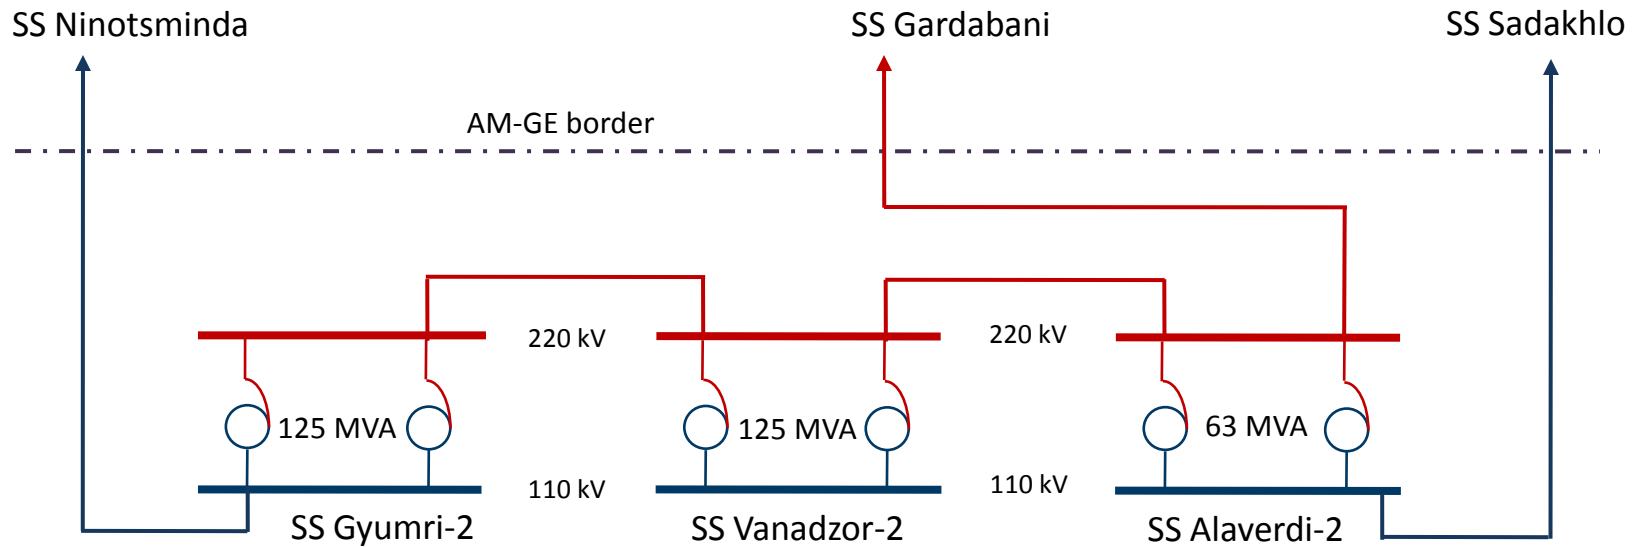 SS Ninotsminda
SS Gardabani
SS Sadakhlo
AM-GE border
220 kV
220 kV
125 MVA
125 MVA
63 MVA
110 kV
110 kV
SS Gyumri-2
SS Vanadzor-2
SS Alaverdi-2